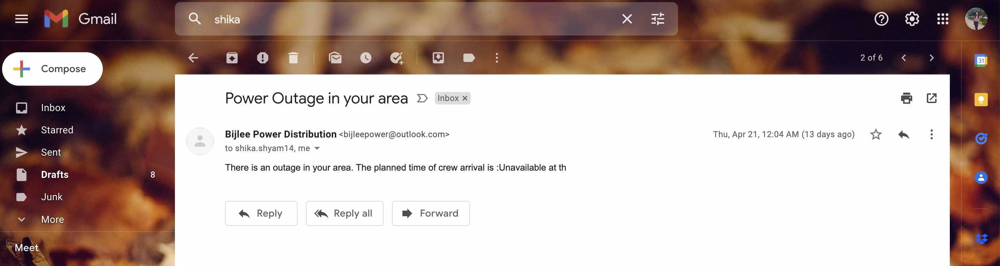 Gmail
shika
Compose
2 of 6
31
Power Outage in your area Inbox ×
Inbox
Starred
Bijlee Power Distribution <bijleepower@outlook.com> Thu, Apr 21, 12:04 AM (13 days ago)
to shika.shyam14, me
Sent
There is an outage in your area. The planned time of crew arrival is :Unavailable at th
Drafts 8
Junk
Reply Reply all Forward
More
Meet